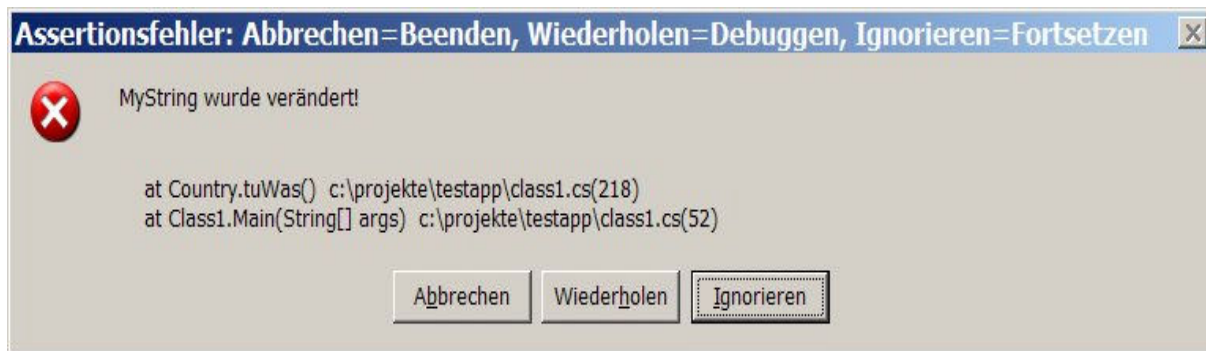 Assertionsfehler: Abbrechen=Beenden, Wiederholen=Debuggen, Ignorieren=Fortsetzen
MyString wurde verändert!
at Country.tuWas() c:\projekte\testapp\class1.cs(218)
at Class1.Main(String[] args) c:\projekte\testapp\class1.cs(52)
Abbrechen Wiederholen Ignorieren